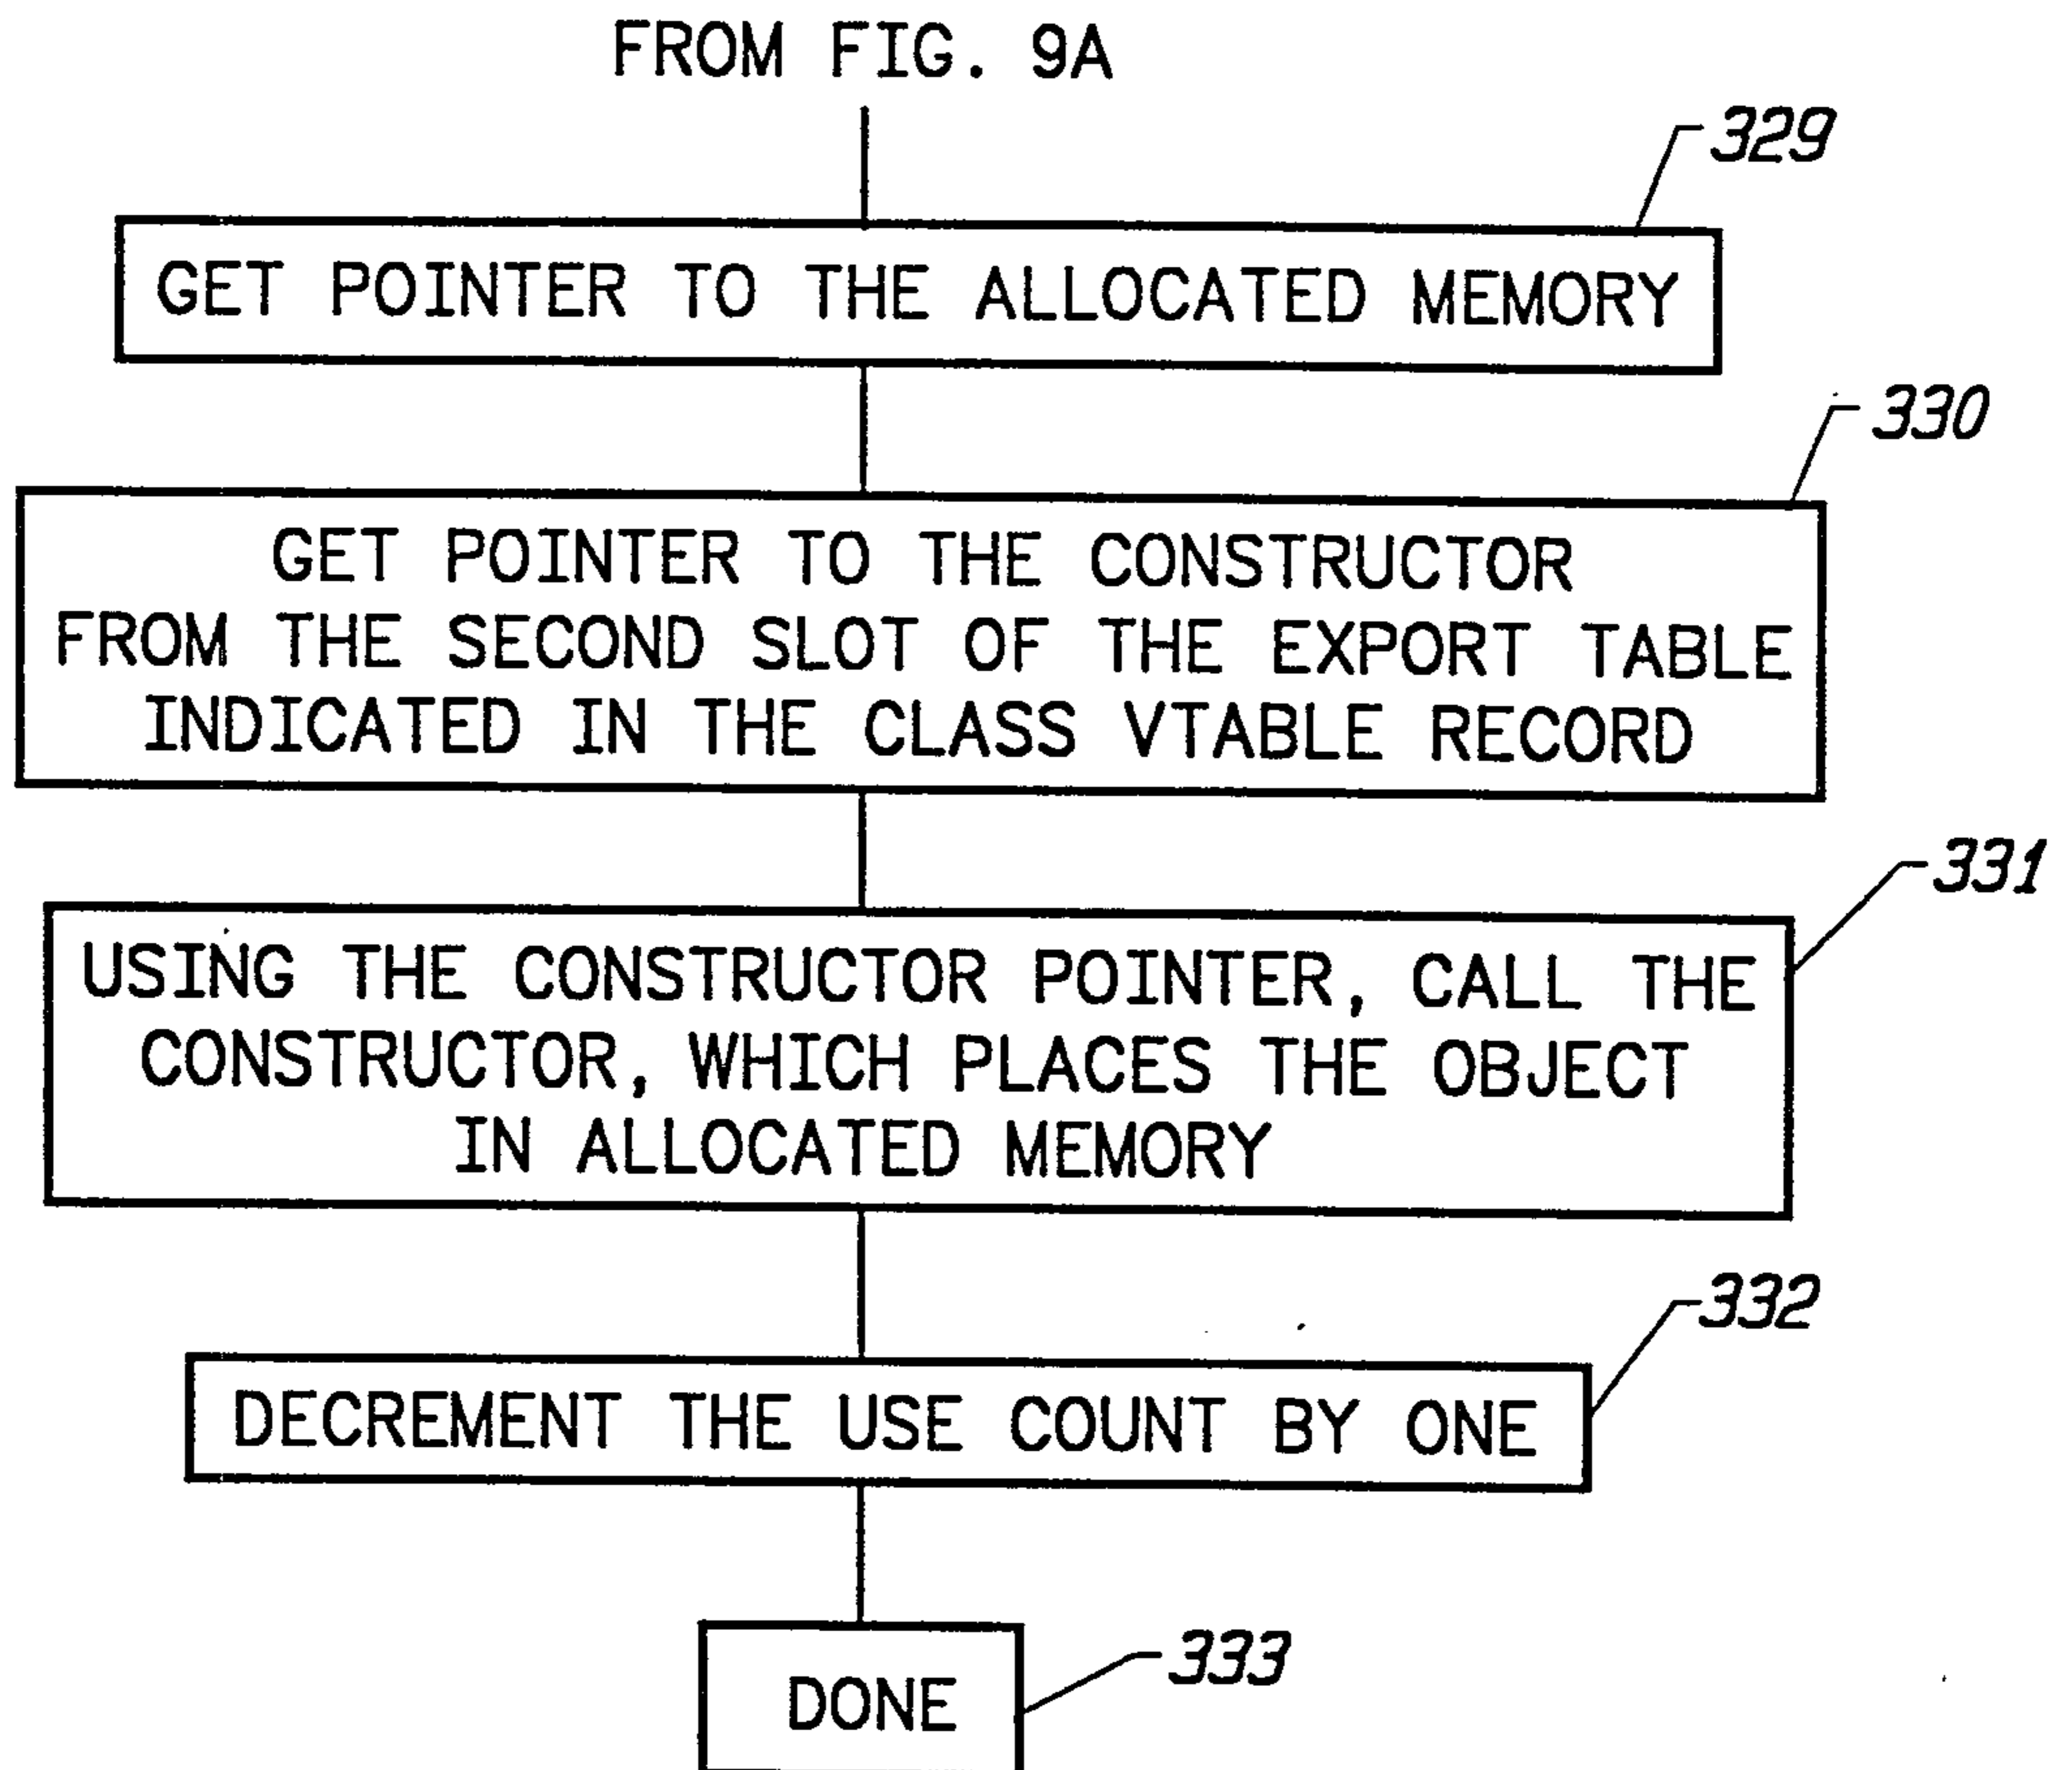 FROM FIG. 9A
329
GET POINTER TO THE ALLOCATED MEMORY
330
GET POINTER TO THE CONSTRUCTOR
FROM THE SECOND SLOT OF THE EXPORT TABLE
INDICATED IN THE CLASS VTABLE RECORD
331
USING THE CONSTRUCTOR POINTER, CALL THE
CONSTRUCTOR, WHICH PLACES THE OBJECT
IN ALLOCATED MEMORY
332
DECREMENT THE USE COUNT BY ONE
333
DONE